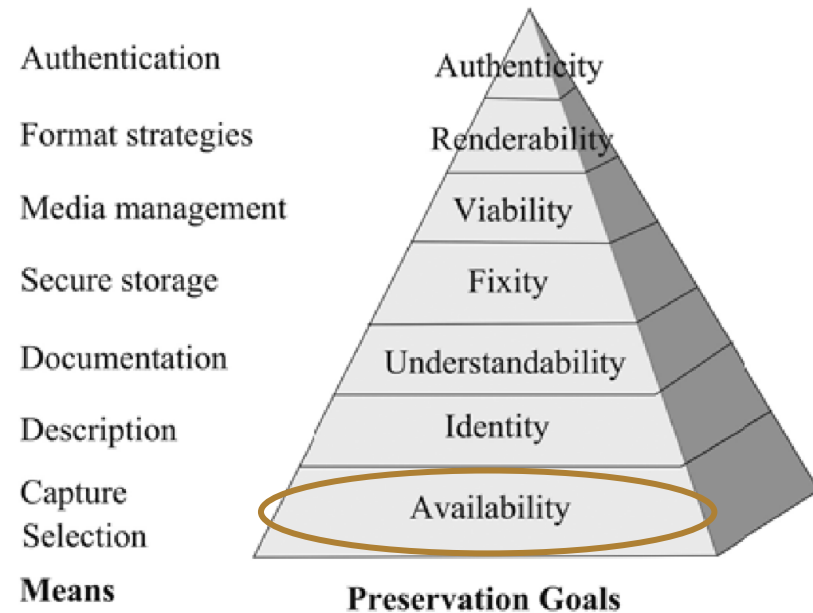 Authentication Authenticity
Format strategies Renderability
Media management Viability
Secure storage Fixity
Documentation Understandability
Description Identity
Capture
Selection Availability
Means Preservation Goals